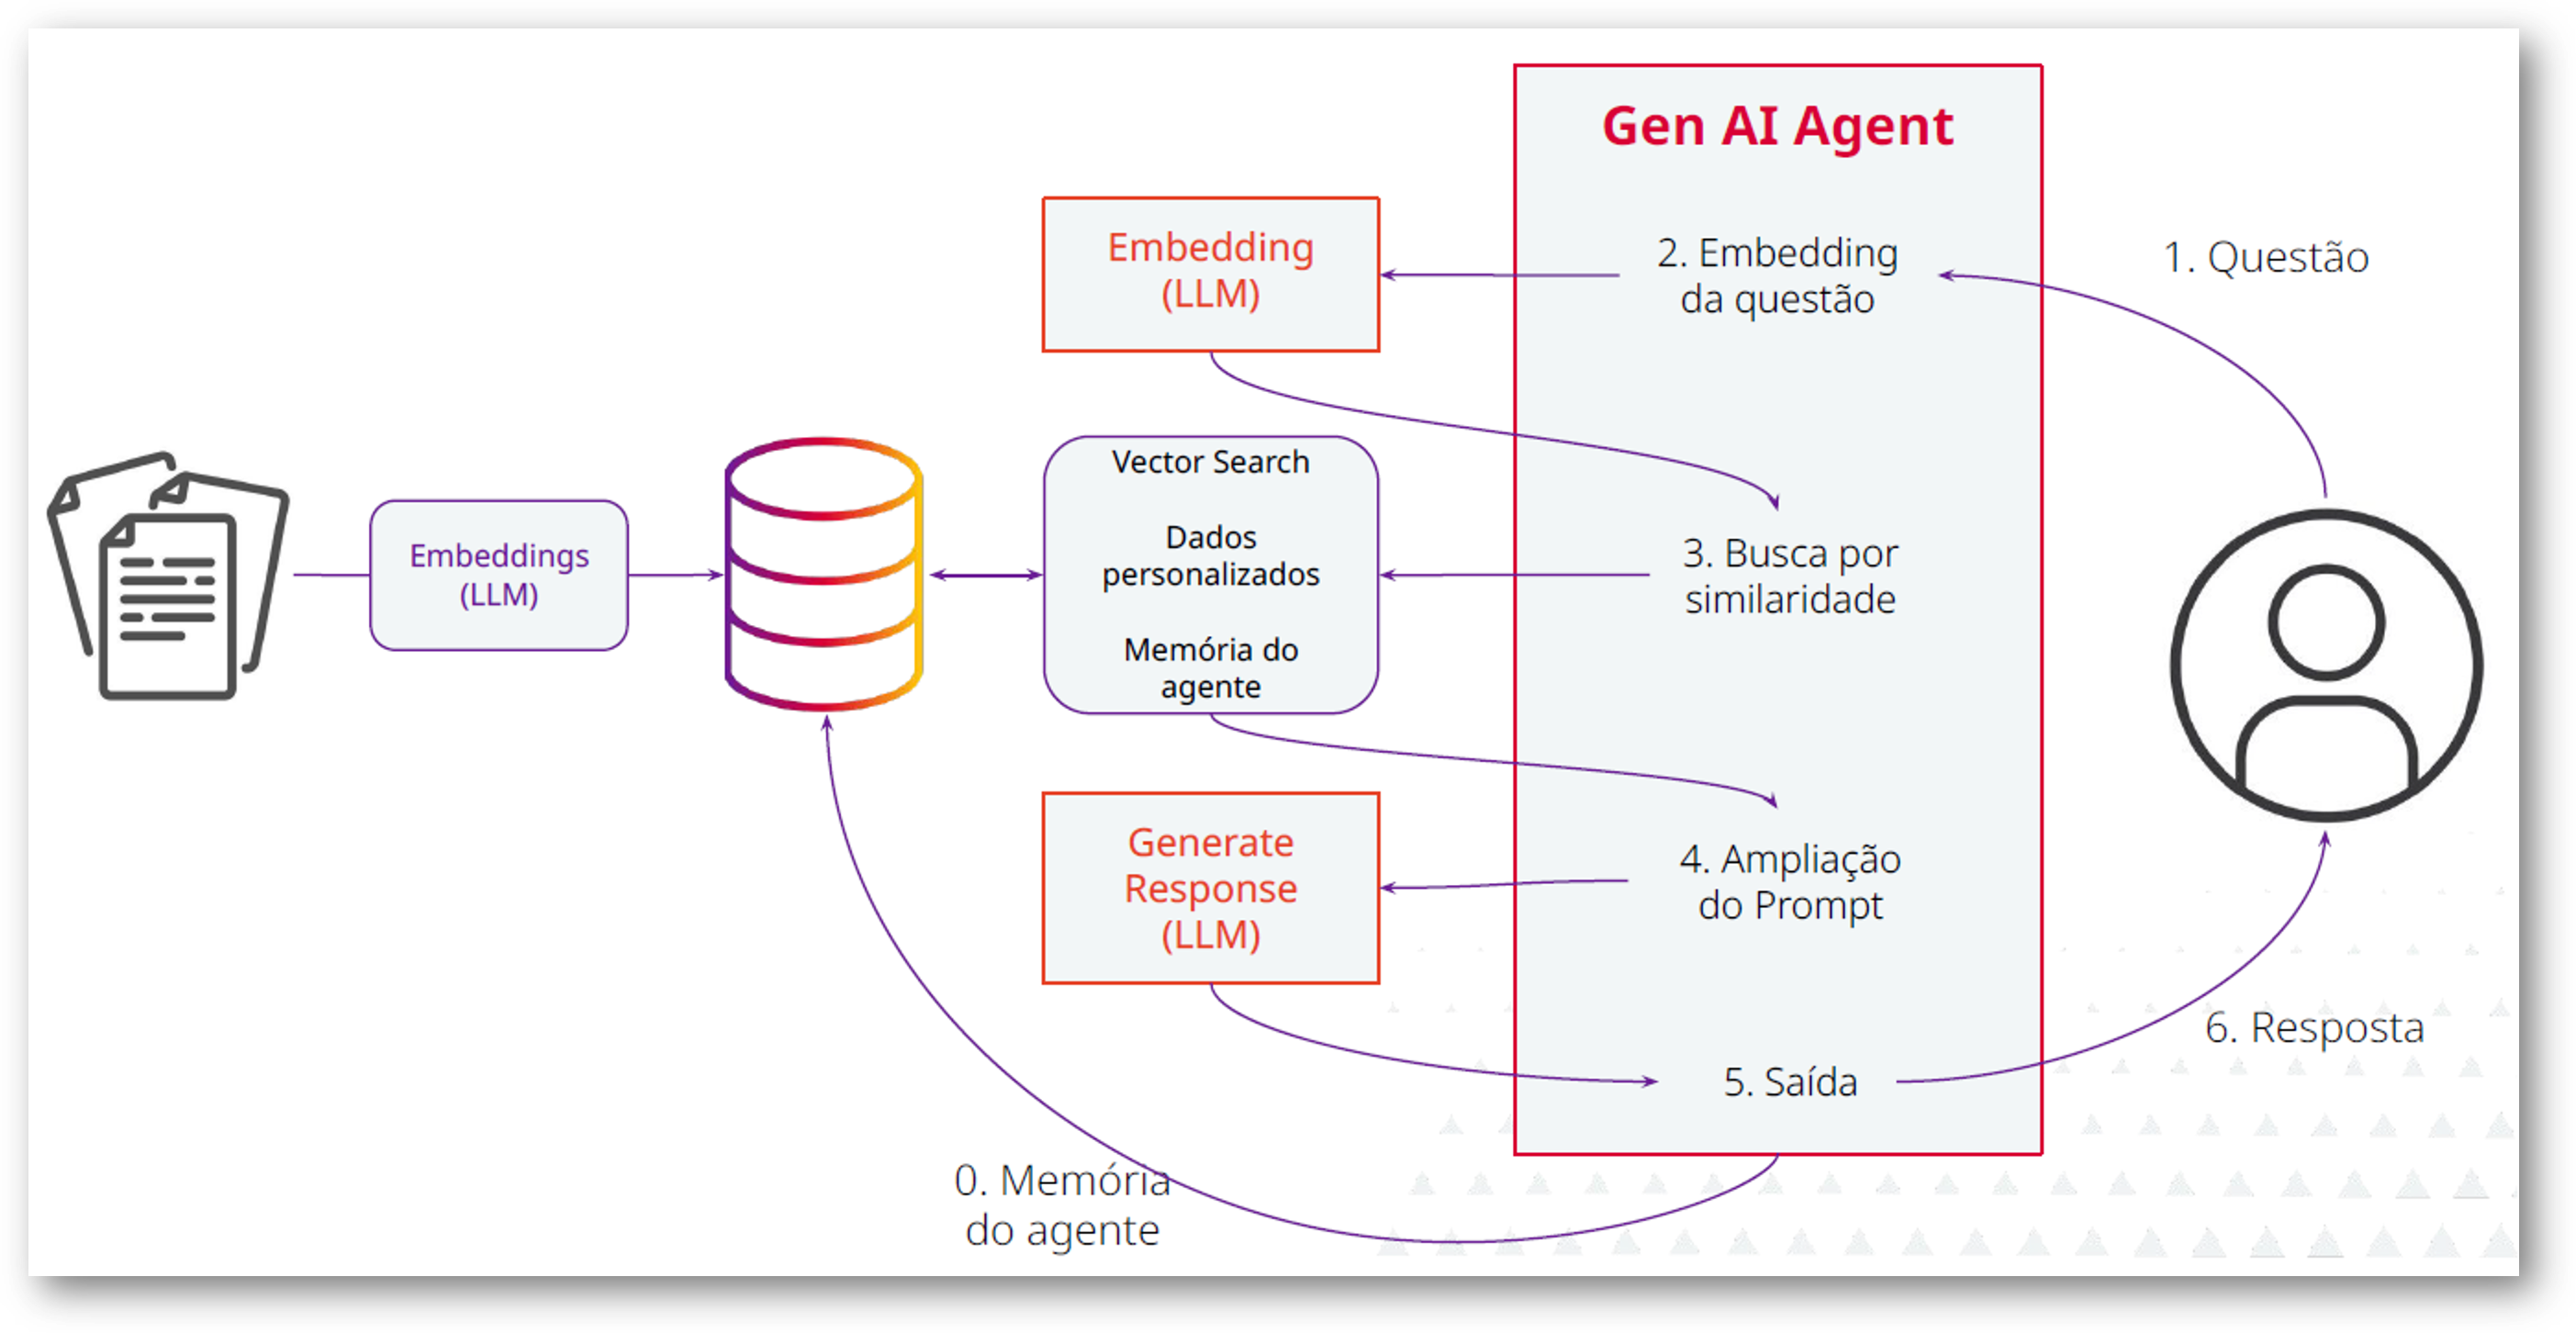 Gen AI Agent
Embedding
(LLM)
2. Embedding
da questão
1. Questão
Embeddings
(LLM)
Vector Search
Dados
personalizados
Memória do
agente
3. Busca por
similaridade
Generate
Response
(LLM)
4. Ampliação
do Prompt
5. Saída
6. Resposta
0. Memória
do agente